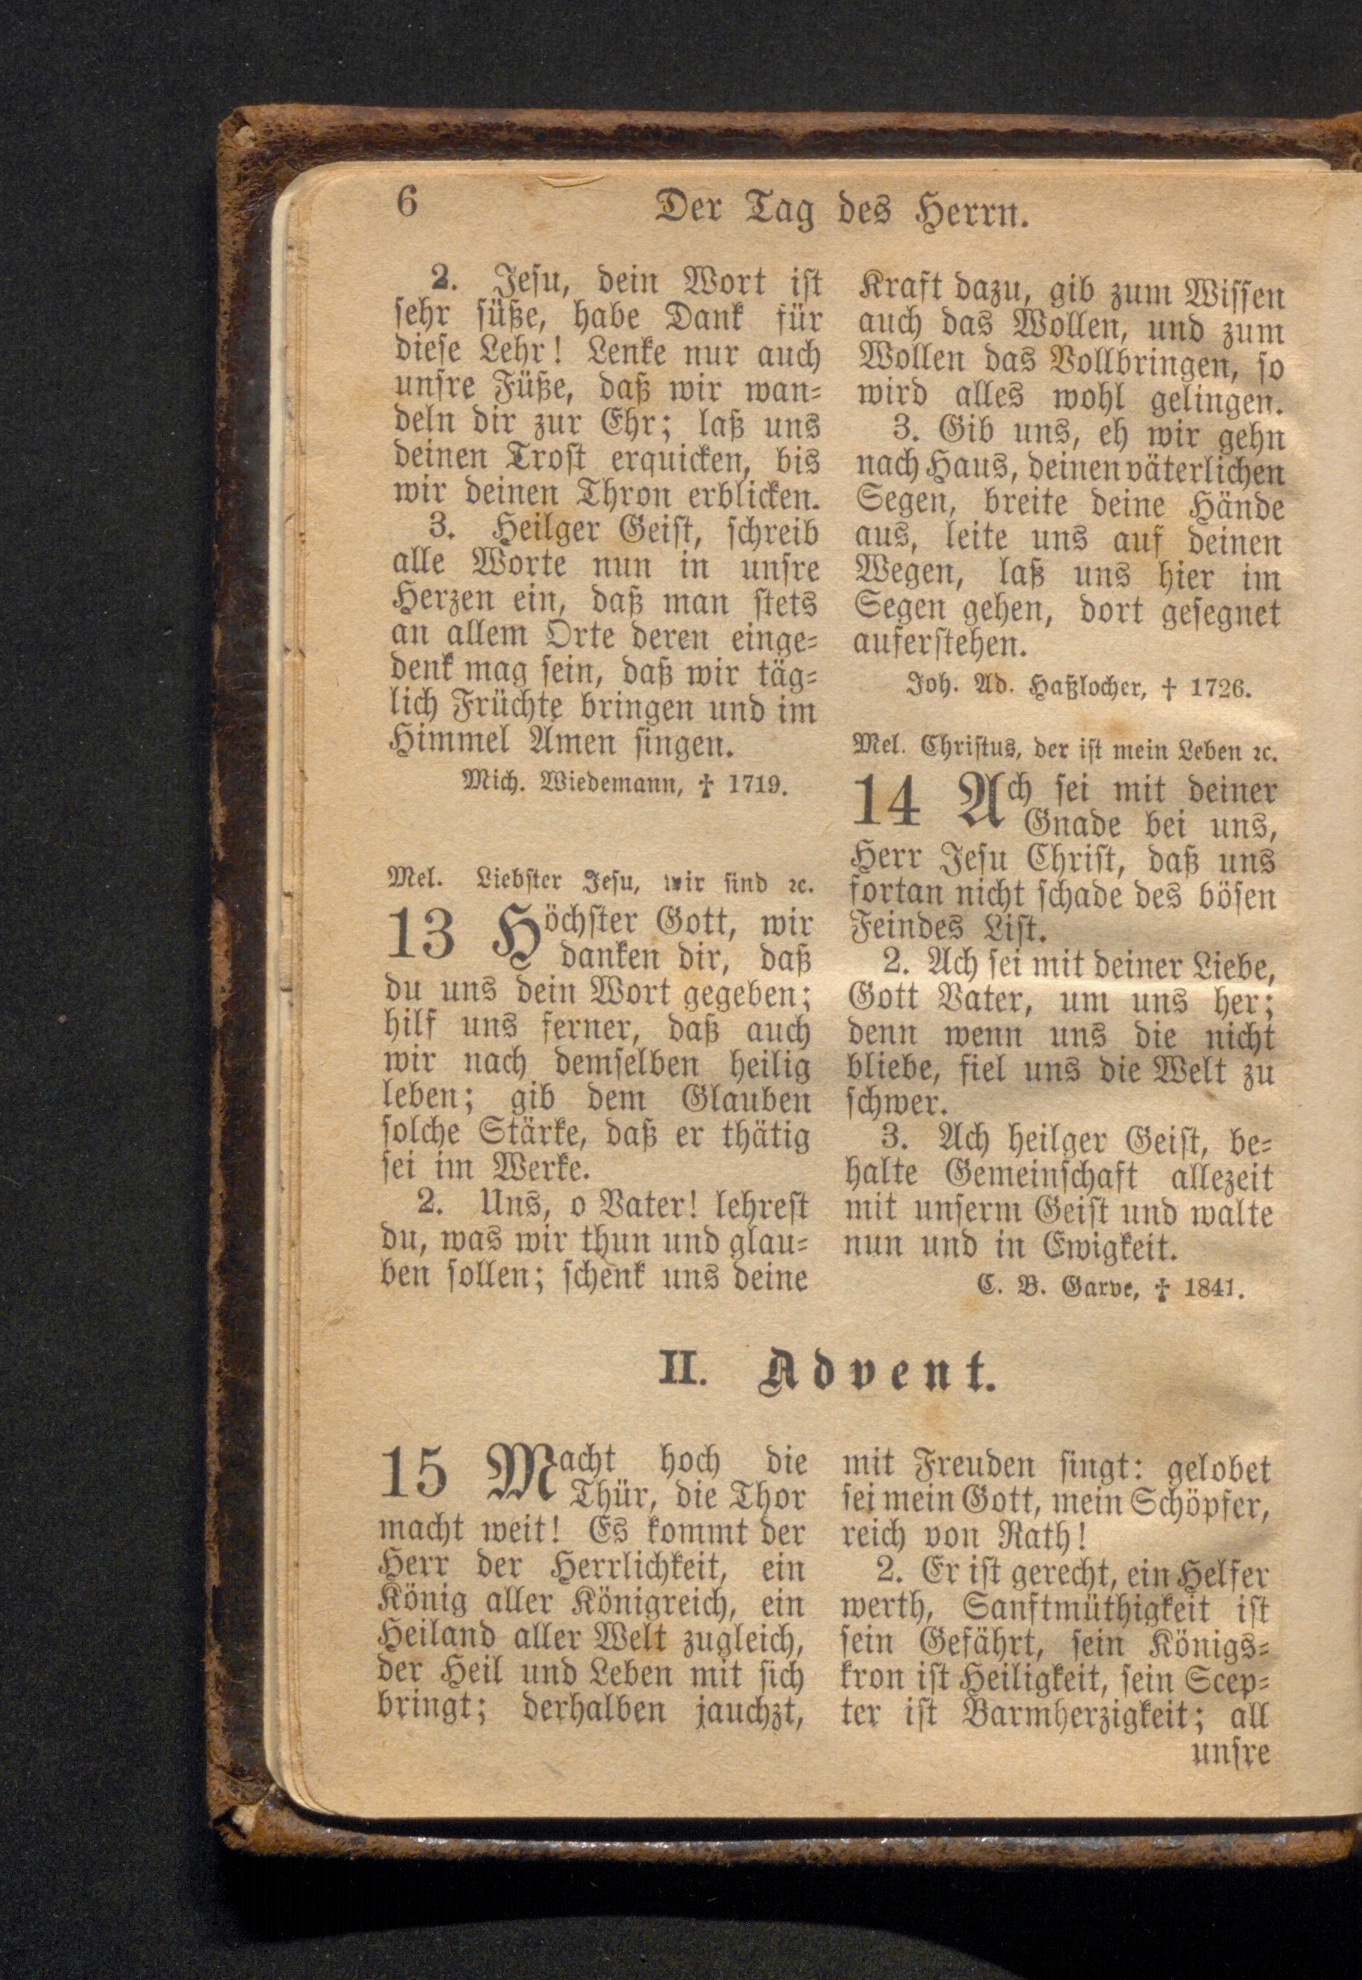 6
Der Tag des Herrn.
2. Jesu, dein Wort ist
sehr süße, habe Dank für
diese Lehr! Lenke nur auch
unsre Füße, daß wir wan-
deln dir zur Ehr; laß uns
deinen Trost erquicken, bis
wir deinen Thron erblicken.
3. Heilger Geist, schreib
alle Worte nun in unsre
Herzen ein, daß man stets
an allem Orte deren einge-
denk mag sein, daß wir täg-
lich Früchte bringen und im
Himmel Amen singen.
Mich. Wiedemann, † 1719.
Mel. Liebster Jesu, wir sind ꝛc.
13 Höchster Gott, wir
danken dir, daß
du uns dein Wort gegeben;
hilf uns ferner, daß auch
wir nach demselben heilig
leben; gib dem Glauben
solche Stärke, daß er thätig
sei im Werke.
2. Uns, o Vater! lehrest
du, was wir thun und glau-
ben sollen; schenk uns deine
Kraft dazu, gib zum Wissen
auch das Wollen, und zum
Wollen das Vollbringen, so
wird alles wohl gelingen.
3. Gib uns, eh wir gehn
nach Haus, deinen väterlichen
Segen, breite deine Hände
aus, leite uns auf deinen
Wegen, laß uns hier im
Segen gehen, dort gesegnet
auferstehen.
Joh. Ad. Haßlocher, † 1726.
Mel. Christus, der ist mein Leben ꝛc.
14 Ach sei mit deiner
Gnade bei uns,
Herr Jesu Christ, daß uns
fortan nicht schade des bösen
Feindes List.
2. Ach sei mit deiner Liebe,
Gott Vater, um uns her;
denn wenn uns die nicht
bliebe, fiel uns die Welt zu
schwer.
3. Ach heilger Geist, be-
halte Gemeinschaft allezeit
mit unserm Geist und walte
nun und in Ewigkeit.
C. B. Garve, † 1841.
II. Advent.
15 Macht hoch die
Thür, die Thor
macht weit! Es kommt der
Herr der Herrlichkeit, ein
König aller Königreich, ein
Heiland aller Welt zugleich,
der Heil und Leben mit sich
bringt; derhalben jauchzt,
mit Freuden singt: gelobet
sei mein Gott, mein Schöpfer,
reich von Rath!
2. Er ist gerecht, ein Helfer
werth, Sanftmüthigkeit ist
sein Gefährt, sein Königs-
kron ist Heiligkeit, sein Scep-
ter ist Barmherzigkeit; all
unsre